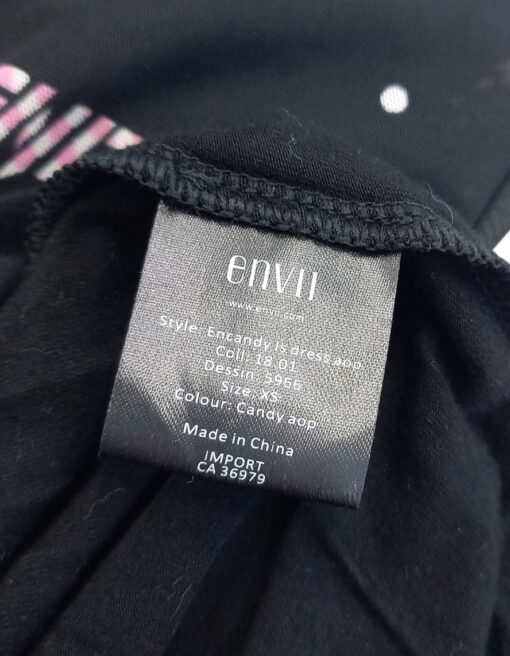 envii
www.envii.com
Style: Encandy ls dress aop
Coll: 18.01
Dessin: 5966
Size: XS
Colour: Candy aop
Made in China
IMPORT
CA 36979